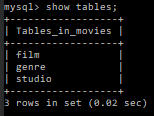 mysql> show tables;
+------------------+
| Tables_in_movies |
+------------------+
| film             |
| genre            |
| studio           |
+------------------+
3 rows in set (0.02 sec)